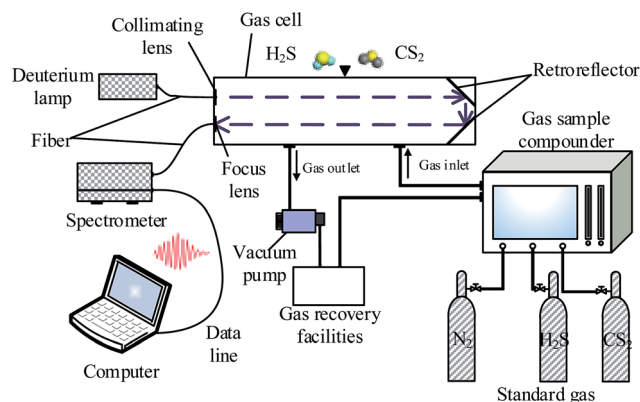 Collimating
lens
Gas cell
H₂S
CS₂
Deuterium
lamp
Retroreflector
Fiber
Focus
lens
Gas outlet
Gas inlet
Gas sample
compounder
Spectrometer
Vacuum
pump
Gas recovery
facilities
Data
line
Computer
N₂
H₂S
CS₂
Standard gas